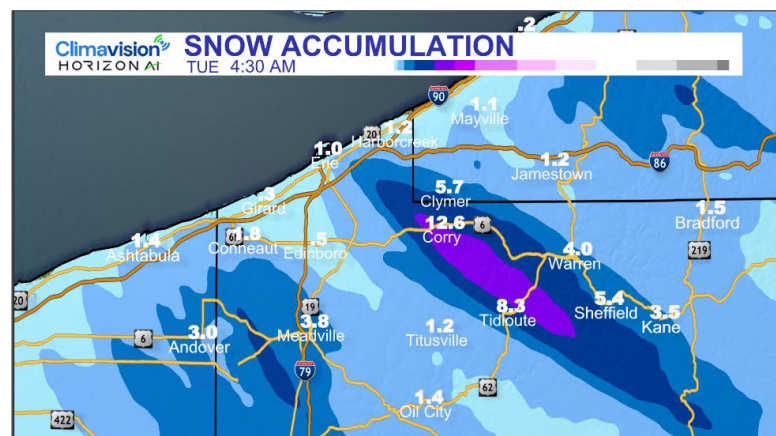 Climavision
HORIZON AI
SNOW ACCUMULATION
TUE 4:30 AM
.2
90
1.1
Mayville
1.2
20
Harborcreek
1.0
Erie
1.2
Jamestown
86
5.7
Clymer
.3
Girard
12.6
6
Corry
1.5
Bradford
1.8
6N
Conneaut
.5
Edinboro
1.4
Ashtabula
4.0
Warren
219
20
19
5.4
Sheffield
3.5
Kane
8.3
Tidioute
3.0
6
Andover
3.8
Meadville
1.2
Titusville
79
62
1.4
Oil City
422